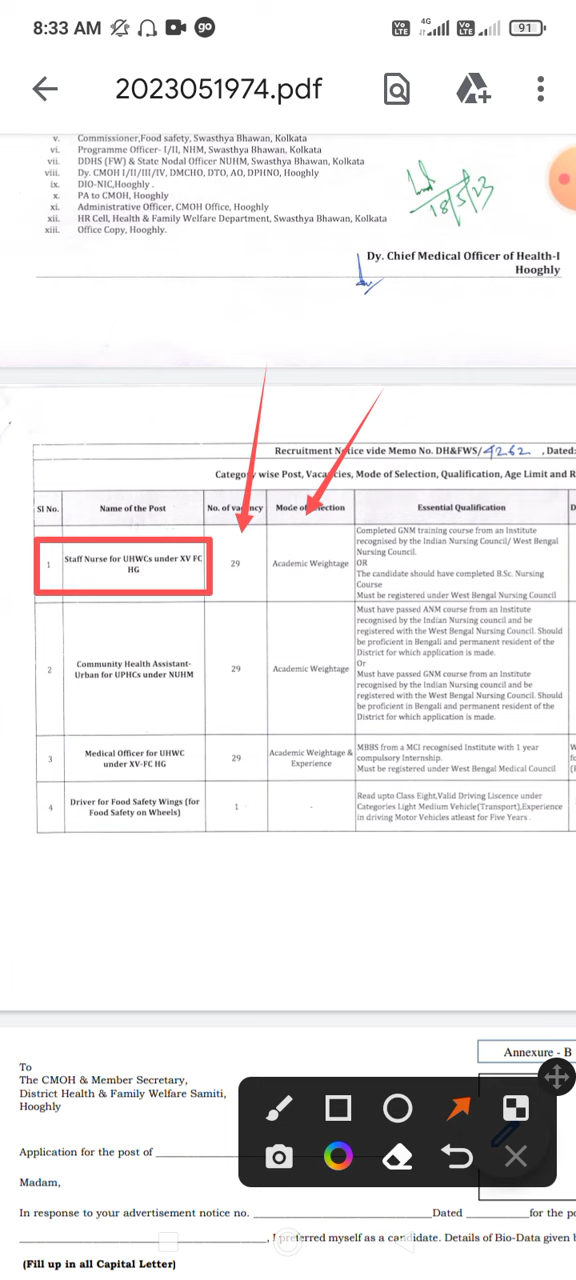 8:33 AM
go
Vo LTE
4G
Vo LTE
91
2023051974.pdf
v. Commissioner,Food safety, Swasthya Bhawan, Kolkata
vi. Programme Officer- I/II, NHM, Swasthya Bhawan, Kolkata
vii. DDHS (FW) & State Nodal Officer NUHM, Swasthya Bhawan, Kolkata
viii. Dy. CMOH I/II/III/IV, DMCHO, DTO, AO, DPHNO, Hooghly
ix. DIO-NIC,Hooghly .
x. PA to CMOH, Hooghly
xi. Administrative Officer, CMOH Office, Hooghly
xii. HR Cell, Health & Family Welfare Department, Swasthya Bhawan, Kolkata
xiii. Office Copy, Hooghly.
18/5/23
Dy. Chief Medical Officer of Health-I
Hooghly
Recruitment Notice vide Memo No. DH&FWS/4262 , Dated:
Category wise Post, Vacancies, Mode of Selection, Qualification, Age Limit and R
Sl No. Name of the Post No. of vacancy Mode of Selection Essential Qualification D
1
Staff Nurse for UHWCs under XV FC
HG
29
Academic Weightage
Completed GNM training course from an Institute
recognised by the Indian Nursing Council/ West Bengal
Nursing Council.
OR
The candidate should have completed B.Sc. Nursing
Course
Must be registered under West Bengal Nursing Council
2
Community Health Assistant-
Urban for UPHCs under NUHM
29
Academic Weightage
Must have passed ANM course from an Institute
recognised by the Indian Nursing council and be
registered with the West Bengal Nursing Council. Should
be proficient in Bengali and permanent resident of the
District for which application is made.
Or
Must have passed GNM course from an Institute
recognised by the Indian Nursing council and be
registered with the West Bengal Nursing Council. Should
be proficient in Bengali and permanent resident of the
District for which application is made.
3
Medical Officer for UHWC
under XV-FC HG
29
Academic Weightage &
Experience
MBBS from a MCI recognised Institute with 1 year
compulsory Internship.
Must be registered under West Bengal Medical Council
W
fo
(I
4
Driver for Food Safety Wings (for
Food Safety on Wheels)
1
-
Read upto Class Eight,Valid Driving Liscence under
Categories Light Medium Vehicle(Transport),Experience
in driving Motor Vehicles atleast for Five Years .
Annexure - B
To
The CMOH & Member Secretary,
District Health & Family Welfare Samiti,
Hooghly
Application for the post of
Madam,
In response to your advertisement notice no. Dated for the po
, I preferred myself as a candidate. Details of Bio-Data given b
(Fill up in all Capital Letter)